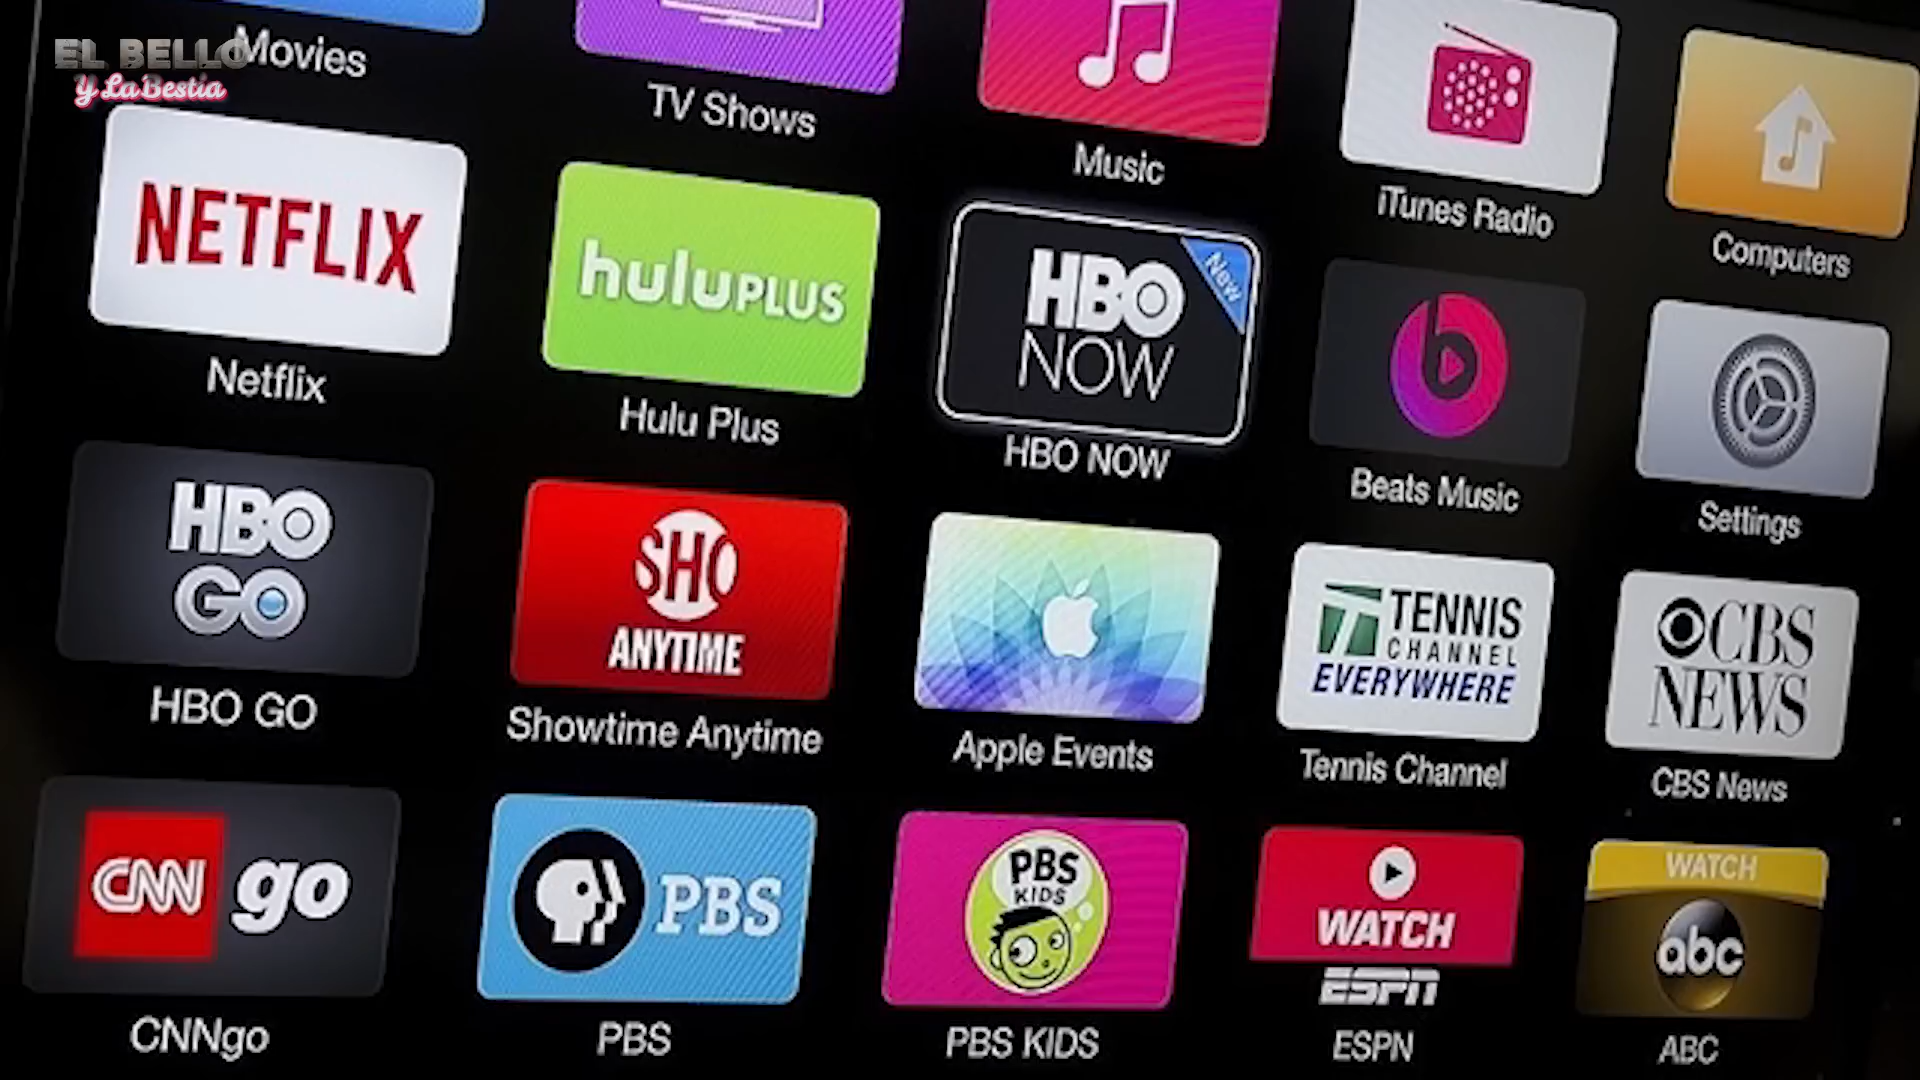 EL BELLO
Y La Bestia
Movies
TV Shows
Music
iTunes Radio
Computers
NETFLIX
Netflix
huluPLUS
Hulu Plus
HBO
NOW
New
HBO NOW
Beats Music
Settings
HBO
GO
HBO GO
SHO
ANYTIME
Showtime Anytime
Apple Events
TENNIS
CHANNEL
EVERYWHERE
Tennis Channel
CBS
NEWS
CBS News
CNN go
CNNgo
PBS
PBS
PBS
KIDS
PBS KIDS
WATCH
ESPN
ESPN
WATCH
abc
ABC